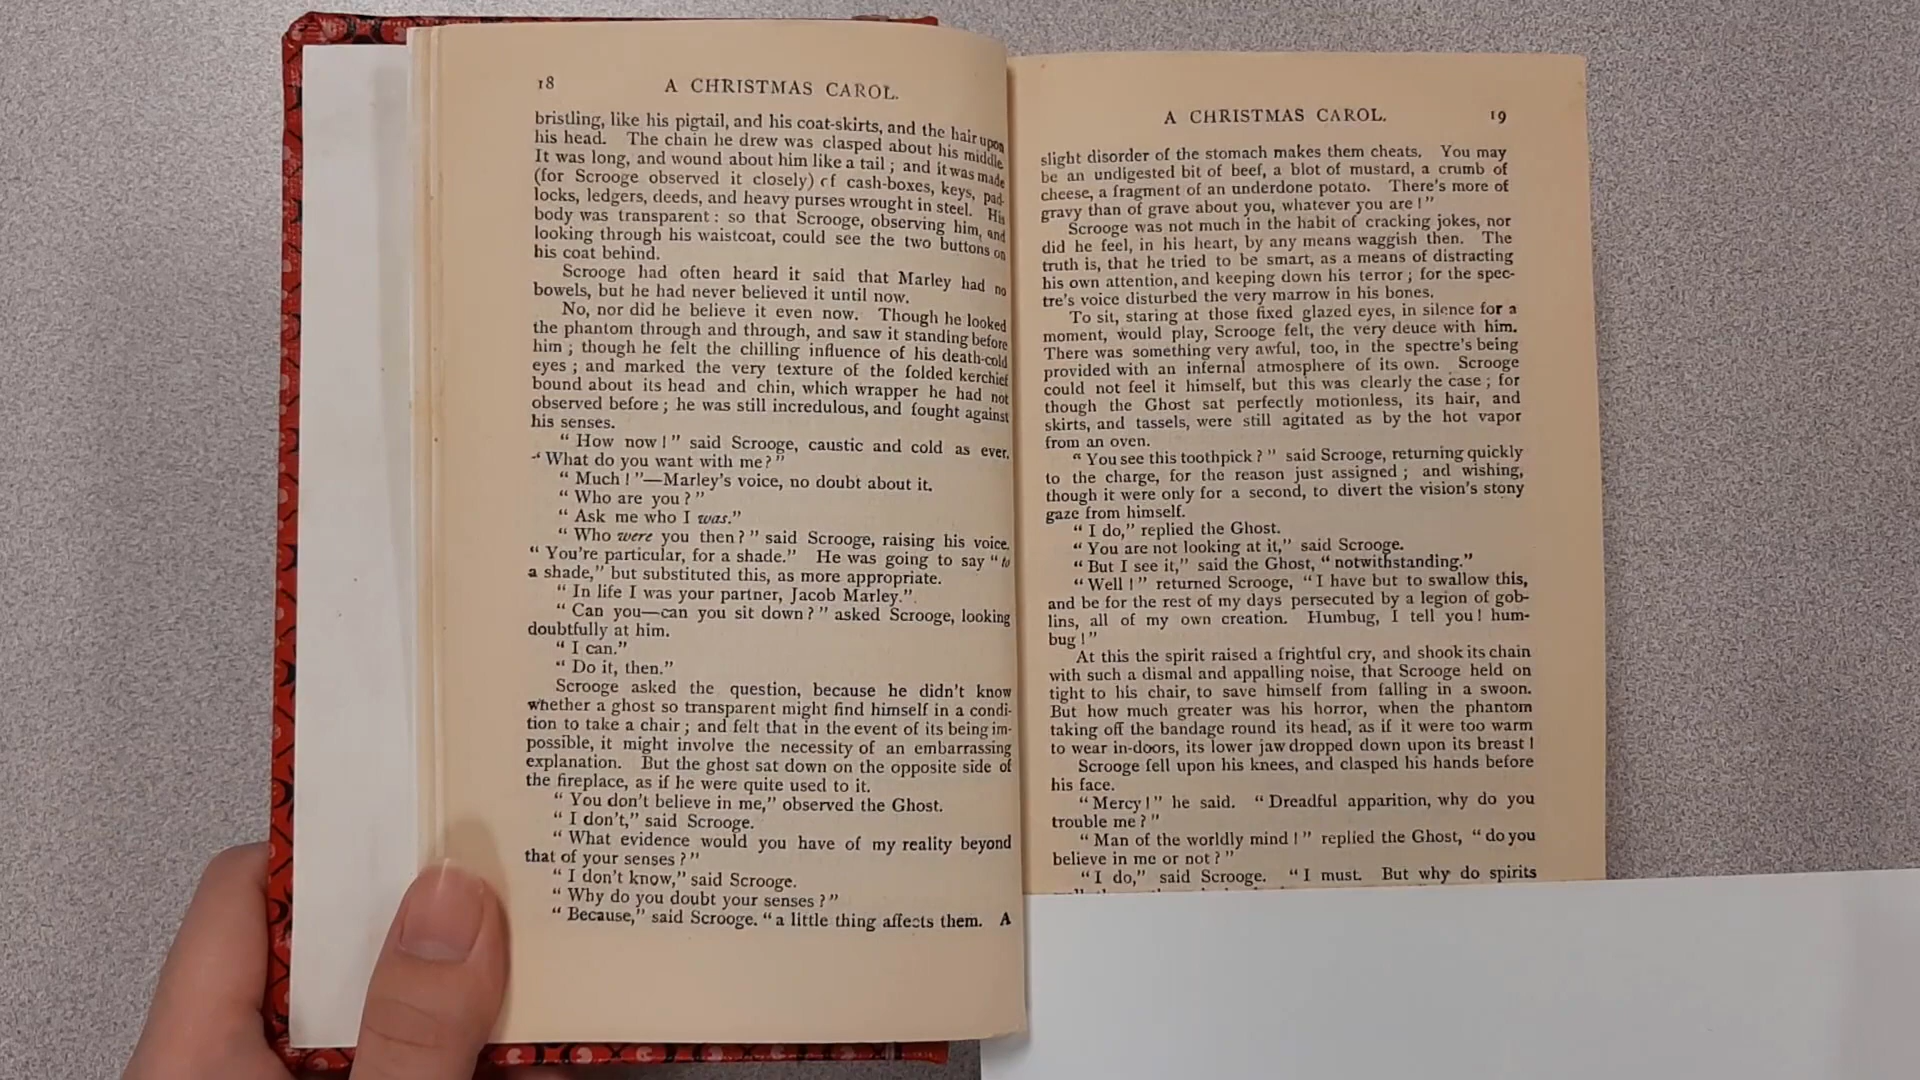 18
A CHRISTMAS CAROL.
bristling, like his pigtail, and his coat-skirts, and the hair upon
his head. The chain he drew was clasped about his middle.
It was long, and wound about him like a tail ; and it was made
(for Scrooge observed it closely) of cash-boxes, keys, pad-
locks, ledgers, deeds, and heavy purses wrought in steel. His
body was transparent : so that Scrooge, observing him, and
looking through his waistcoat, could see the two buttons on
his coat behind.
Scrooge had often heard it said that Marley had no
bowels, but he had never believed it until now.
No, nor did he believe it even now. Though he looked
the phantom through and through, and saw it standing before
him ; though he felt the chilling influence of his death-cold
eyes ; and marked the very texture of the folded kerchief
bound about its head and chin, which wrapper he had not
observed before ; he was still incredulous, and fought against
his senses.
“ How now ! ” said Scrooge, caustic and cold as ever.
“ What do you want with me ? ”
“ Much ! ”—Marley's voice, no doubt about it.
“ Who are you ? ”
“ Ask me who I was.”
“ Who were you then ? ” said Scrooge, raising his voice.
“ You're particular, for a shade.” He was going to say “ to
a shade,” but substituted this, as more appropriate.
“ In life I was your partner, Jacob Marley.”
“ Can you—can you sit down ? ” asked Scrooge, looking
doubtfully at him.
“ I can.”
“ Do it, then.”
Scrooge asked the question, because he didn't know
whether a ghost so transparent might find himself in a condi-
tion to take a chair ; and felt that in the event of its being im-
possible, it might involve the necessity of an embarrassing
explanation. But the ghost sat down on the opposite side of
the fireplace, as if he were quite used to it.
“ You don't believe in me,” observed the Ghost.
“ I don't,” said Scrooge.
“ What evidence would you have of my reality beyond
that of your senses ? ”
“ I don't know,” said Scrooge.
“ Why do you doubt your senses ? ”
“ Because,” said Scrooge. “ a little thing affects them. A
A CHRISTMAS CAROL.
19
slight disorder of the stomach makes them cheats. You may
be an undigested bit of beef, a blot of mustard, a crumb of
cheese, a fragment of an underdone potato. There's more of
gravy than of grave about you, whatever you are ! ”
Scrooge was not much in the habit of cracking jokes, nor
did he feel, in his heart, by any means waggish then. The
truth is, that he tried to be smart, as a means of distracting
his own attention, and keeping down his terror ; for the spec-
tre's voice disturbed the very marrow in his bones.
To sit, staring at those fixed glazed eyes, in silence for a
moment, would play, Scrooge felt, the very deuce with him.
There was something very awful, too, in the spectre's being
provided with an infernal atmosphere of its own. Scrooge
could not feel it himself, but this was clearly the case ; for
though the Ghost sat perfectly motionless, its hair, and
skirts, and tassels, were still agitated as by the hot vapor
from an oven.
“ You see this toothpick ? ” said Scrooge, returning quickly
to the charge, for the reason just assigned ; and wishing,
though it were only for a second, to divert the vision's stony
gaze from himself.
“ I do,” replied the Ghost.
“ You are not looking at it,” said Scrooge.
“ But I see it,” said the Ghost, “ notwithstanding.”
“ Well ! ” returned Scrooge, “ I have but to swallow this,
and be for the rest of my days persecuted by a legion of gob-
lins, all of my own creation. Humbug, I tell you ! hum-
bug ! ”
At this the spirit raised a frightful cry, and shook its chain
with such a dismal and appalling noise, that Scrooge held on
tight to his chair, to save himself from falling in a swoon.
But how much greater was his horror, when the phantom
taking off the bandage round its head, as if it were too warm
to wear in-doors, its lower jaw dropped down upon its breast !
Scrooge fell upon his knees, and clasped his hands before
his face.
“ Mercy ! ” he said. “ Dreadful apparition, why do you
trouble me ? ”
“ Man of the worldly mind ! ” replied the Ghost, “ do you
believe in me or not ? ”
“ I do,” said Scrooge. “ I must. But why do spirits